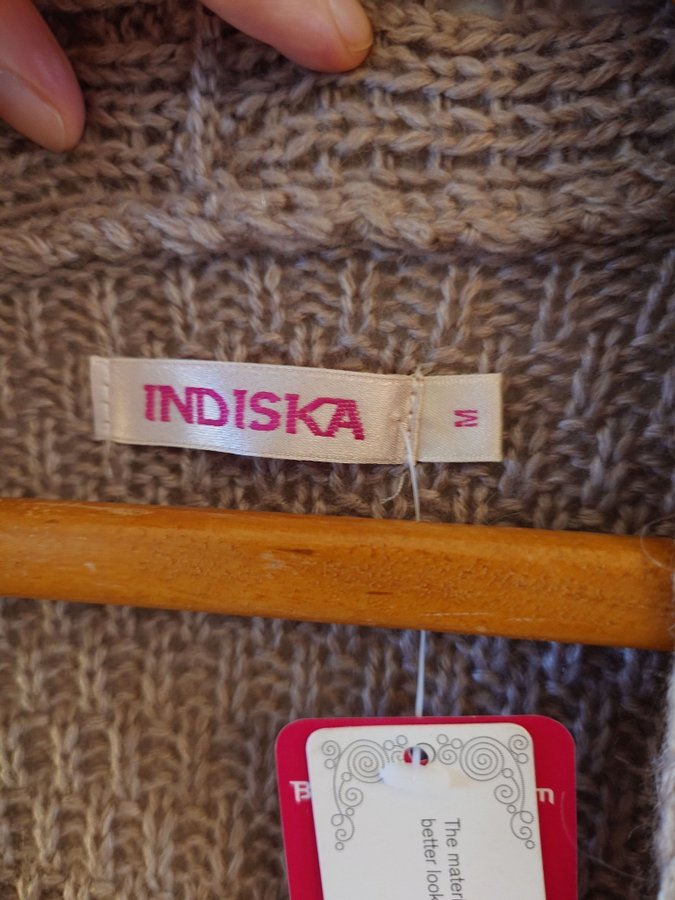 INDISKA
M
The
better